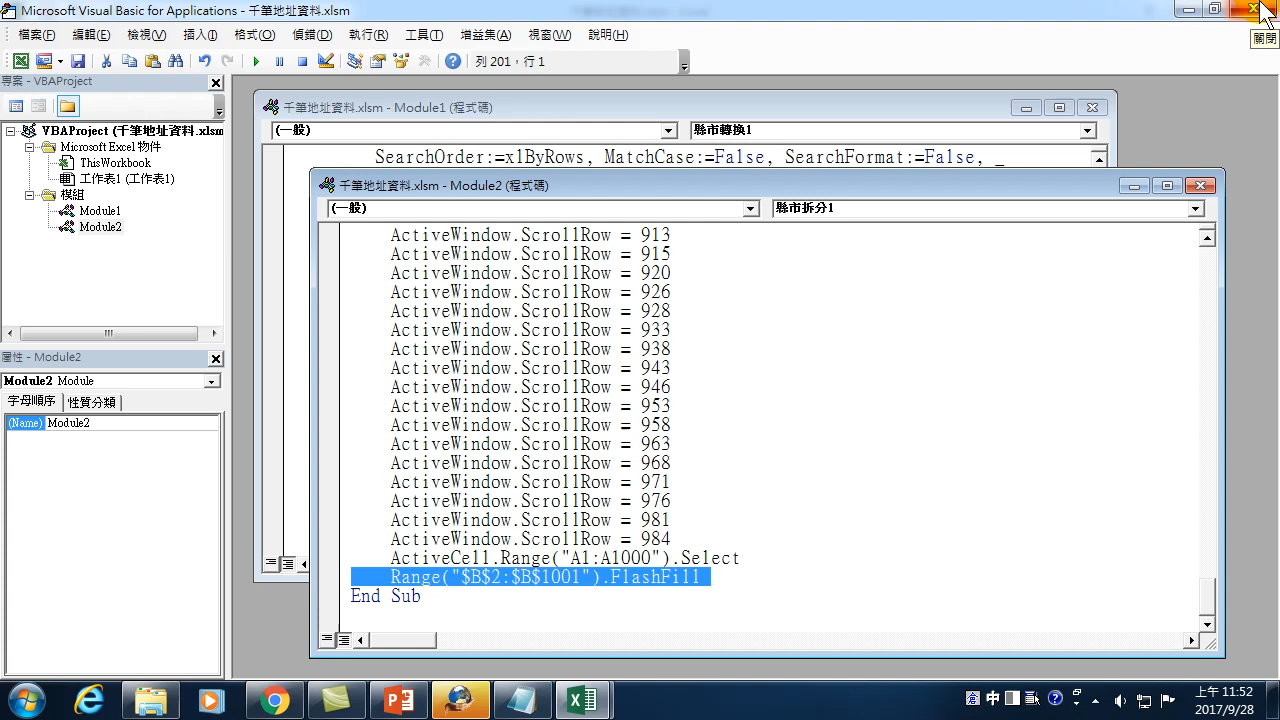 Microsoft Visual Basic for Applications - 千筆地址資料.xlsm
關閉
檔案(F) 編輯(E) 檢視(V) 插入(I) 格式(O) 偵錯(D) 執行(R) 工具(T) 增益集(A) 視窗(W) 說明(H)
列 201，行 1
專案 - VBAProject
VBAProject (千筆地址資料.xlsm
Microsoft Excel 物件
ThisWorkbook
工作表1 (工作表1)
模組
Module1
Module2
屬性 - Module2
Module2 Module
字母順序 性質分類
(Name) Module2
千筆地址資料.xlsm - Module1 (程式碼)
(一般) 縣市轉換1
SearchOrder:=xlByRows, MatchCase:=False, SearchFormat:=False, _
千筆地址資料.xlsm - Module2 (程式碼)
(一般) 縣市拆分1
ActiveWindow.ScrollRow = 913
ActiveWindow.ScrollRow = 915
ActiveWindow.ScrollRow = 920
ActiveWindow.ScrollRow = 926
ActiveWindow.ScrollRow = 928
ActiveWindow.ScrollRow = 933
ActiveWindow.ScrollRow = 938
ActiveWindow.ScrollRow = 943
ActiveWindow.ScrollRow = 946
ActiveWindow.ScrollRow = 953
ActiveWindow.ScrollRow = 958
ActiveWindow.ScrollRow = 963
ActiveWindow.ScrollRow = 968
ActiveWindow.ScrollRow = 971
ActiveWindow.ScrollRow = 976
ActiveWindow.ScrollRow = 981
ActiveWindow.ScrollRow = 984
ActiveCell.Range("A1:A1000").Select
Range("$B$2:$B$1001").FlashFill
End Sub
中
上午 11:52
2017/9/28